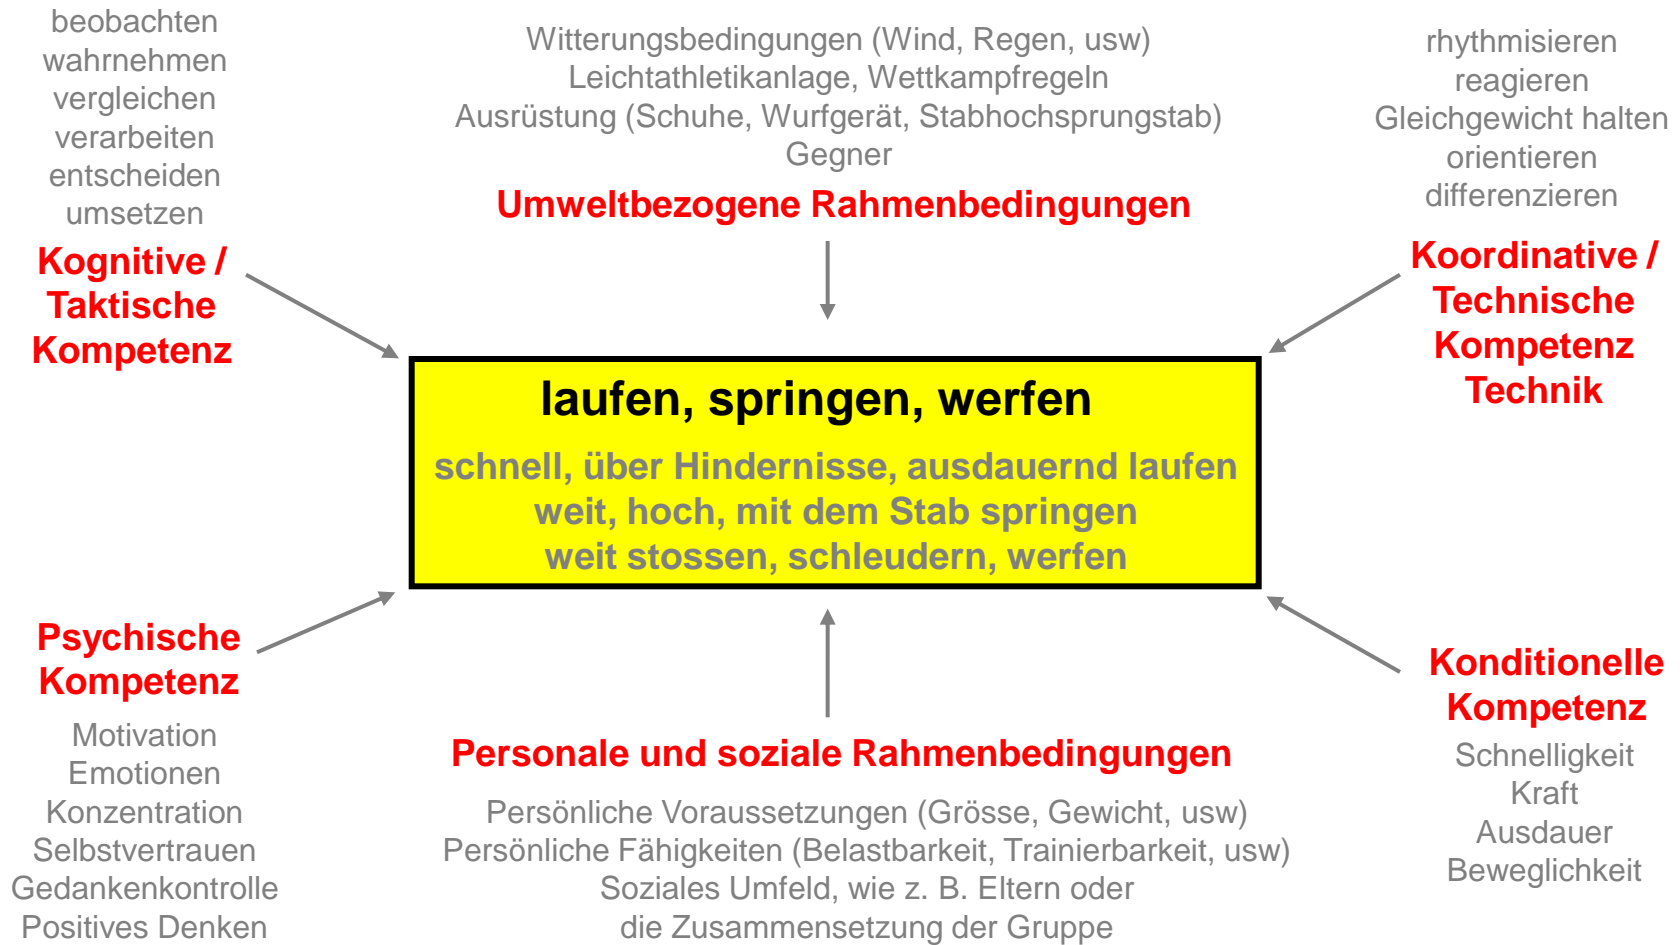 beobachten
wahrnehmen
vergleichen
verarbeiten
entscheiden
umsetzen
Kognitive /
Taktische
Kompetenz
Witterungsbedingungen (Wind, Regen, usw)
Leichtathletikanlage, Wettkampfregeln
Ausrüstung (Schuhe, Wurfgerät, Stabhochsprungstab)
Gegner
Umweltbezogene Rahmenbedingungen
rhythmisieren
reagieren
Gleichgewicht halten
orientieren
differenzieren
Koordinative /
Technische
Kompetenz
Technik
laufen, springen, werfen
schnell, über Hindernisse, ausdauernd laufen
weit, hoch, mit dem Stab springen
weit stossen, schleudern, werfen
Psychische
Kompetenz
Motivation
Emotionen
Konzentration
Selbstvertrauen
Gedankenkontrolle
Positives Denken
Personale und soziale Rahmenbedingungen
Persönliche Voraussetzungen (Grösse, Gewicht, usw)
Persönliche Fähigkeiten (Belastbarkeit, Trainierbarkeit, usw)
Soziales Umfeld, wie z. B. Eltern oder
die Zusammensetzung der Gruppe
Konditionelle
Kompetenz
Schnelligkeit
Kraft
Ausdauer
Beweglichkeit